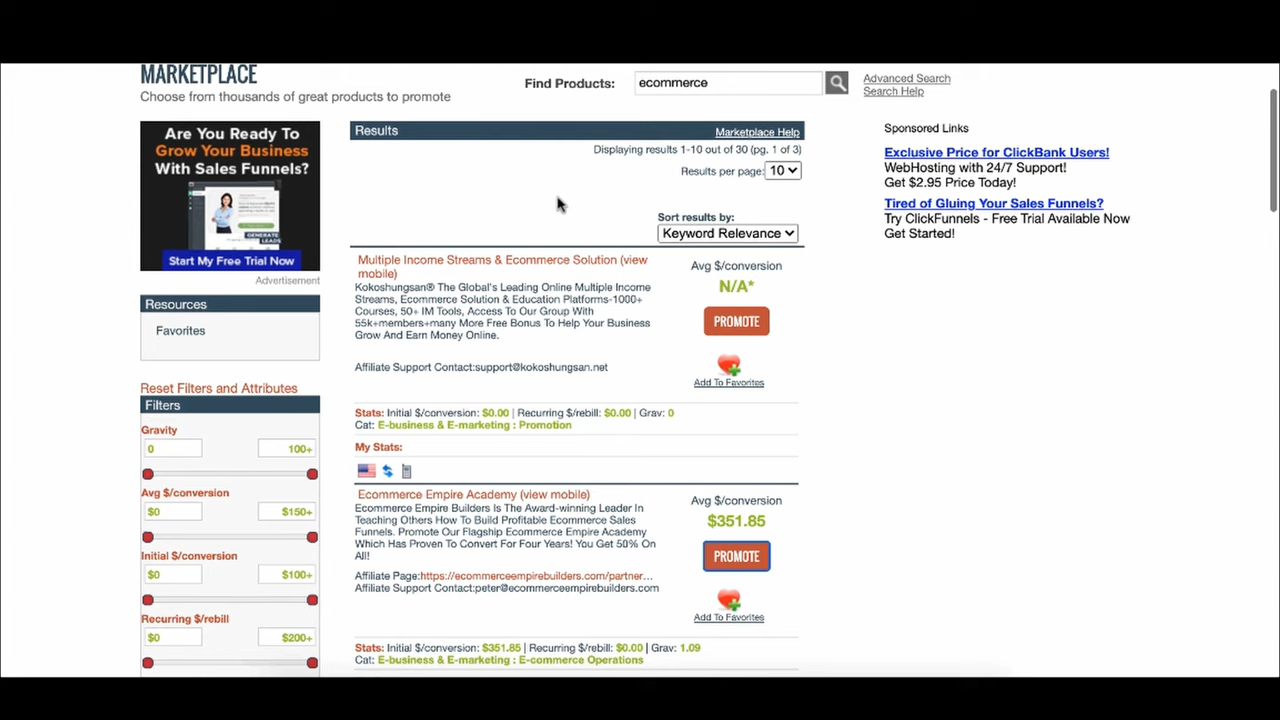 MARKETPLACE
Choose from thousands of great products to promote
Find Products:
ecommerce
Advanced Search
Search Help
Are You Ready To
Grow Your Business
With Sales Funnels?
GENERATE
LEADS
Start My Free Trial Now
Advertisement
Resources
Favorites
Reset Filters and Attributes
Filters
Gravity
0 100+
Avg $/conversion
$0 $150+
Initial $/conversion
$0 $100+
Recurring $/rebill
$0 $200+
Results Marketplace Help
Displaying results 1-10 out of 30 (pg. 1 of 3)
Results per page: 10
Sort results by:
Keyword Relevance
Multiple Income Streams & Ecommerce Solution (view
mobile)
Kokoshungsan® The Global's Leading Online Multiple Income
Streams, Ecommerce Solution & Education Platforms-1000+
Courses, 50+ IM Tools, Access To Our Group With
55k+members+many More Free Bonus To Help Your Business
Grow And Earn Money Online.
Affiliate Support Contact:support@kokoshungsan.net
Avg $/conversion
N/A*
PROMOTE
Add To Favorites
Stats: Initial $/conversion: $0.00 | Recurring $/rebill: $0.00 | Grav: 0
Cat: E-business & E-marketing : Promotion
My Stats:
Ecommerce Empire Academy (view mobile)
Ecommerce Empire Builders Is The Award-winning Leader In
Teaching Others How To Build Profitable Ecommerce Sales
Funnels. Promote Our Flagship Ecommerce Empire Academy
Which Has Proven To Convert For Four Years! You Get 50% On
All!
Affiliate Page:https://ecommerceempirebuilders.com/partner...
Affiliate Support Contact:peter@ecommerceempirebuilders.com
Avg $/conversion
$351.85
PROMOTE
Add To Favorites
Stats: Initial $/conversion: $351.85 | Recurring $/rebill: $0.00 | Grav: 1.09
Cat: E-business & E-marketing : E-commerce Operations
Sponsored Links
Exclusive Price for ClickBank Users!
WebHosting with 24/7 Support!
Get $2.95 Price Today!
Tired of Gluing Your Sales Funnels?
Try ClickFunnels - Free Trial Available Now
Get Started!